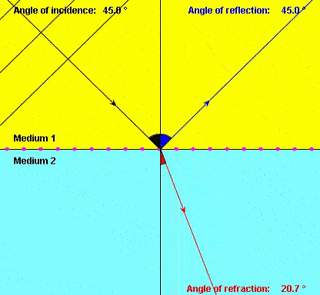 Angle of incidence: 45.0 ° Angle of reflection: 45.0 °
Medium 1
Medium 2
Angle of refraction: 20.7 °